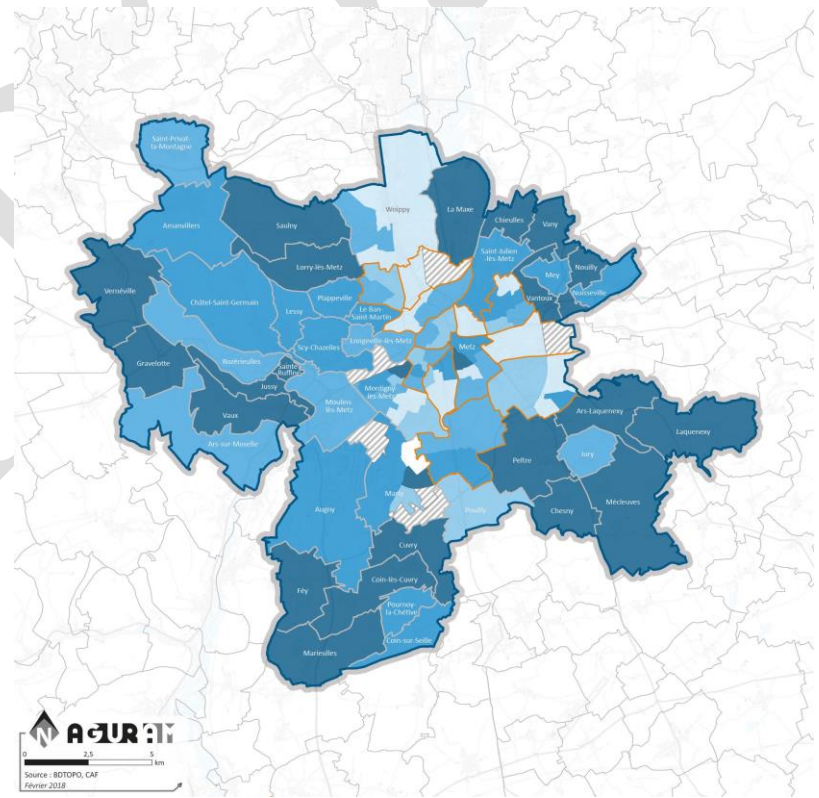 Saint-Privat-
la-Montagne
Woippy
La Maxe
Amanvillers
Saulny
Chieulles
Vany
Saint-Julien
lès-Metz
Nouilly
Mey
Lorry-lès-Metz
Noisseville
Vernéville
Châtel-Saint-Germain
Plappeville
Vantoux
Lessy
Le Ban
Saint-Martin
Scy-Chazelles
Longeville-lès-Metz
Metz
Gravelotte
Rozérieulles
Sainte
Ruffine
Jussy
Montigny
lès-Metz
Moulins
lès-Metz
Vaux
Ars-Laquenexy
Laquenexy
Ars-sur-Moselle
Jury
Peltre
Marly
Mécleuves
Augny
Pouilly
Chesny
Cuvry
Coin-lès-Cuvry
Féy
Pournoy-
la-Chétive
Coin-sur-Seille
Marieulles
N AGURAM
0 2,5 5
km
Source : BDTOPO, CAF
Février 2018